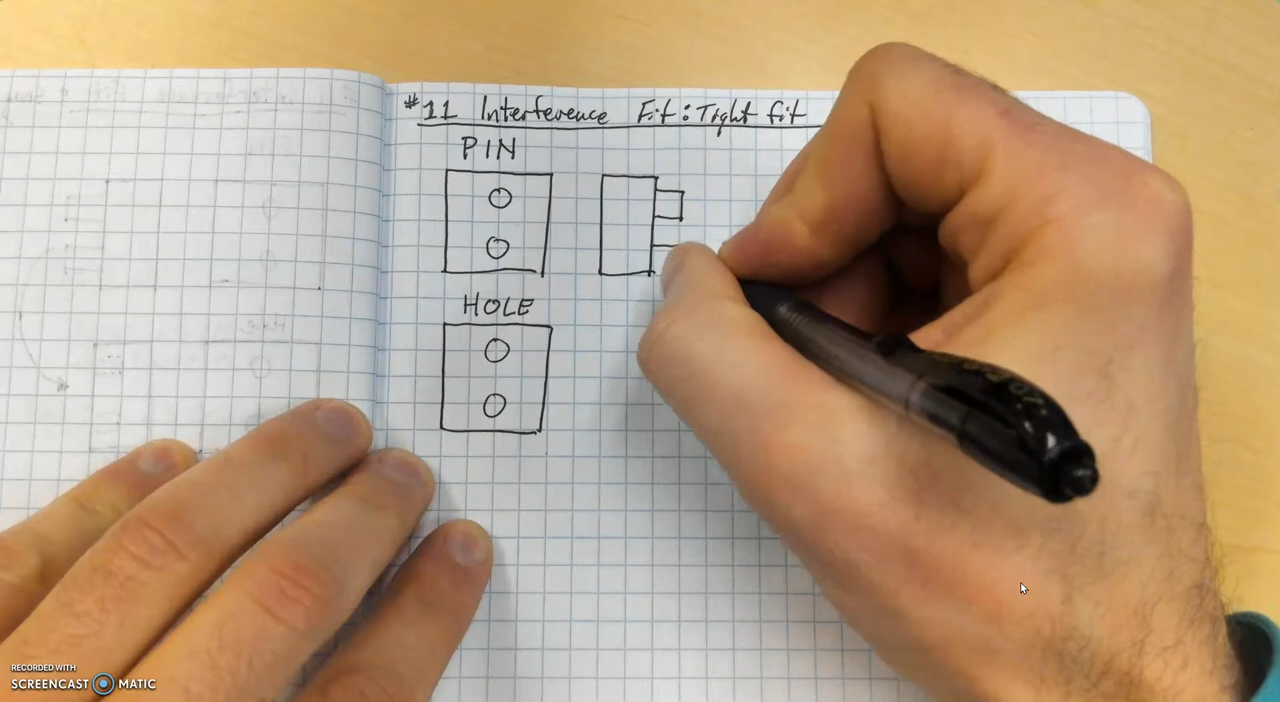 #11 Interference Fit: Tight fit
PIN
HOLE
RECORDED WITH
SCREENCAST MATIC